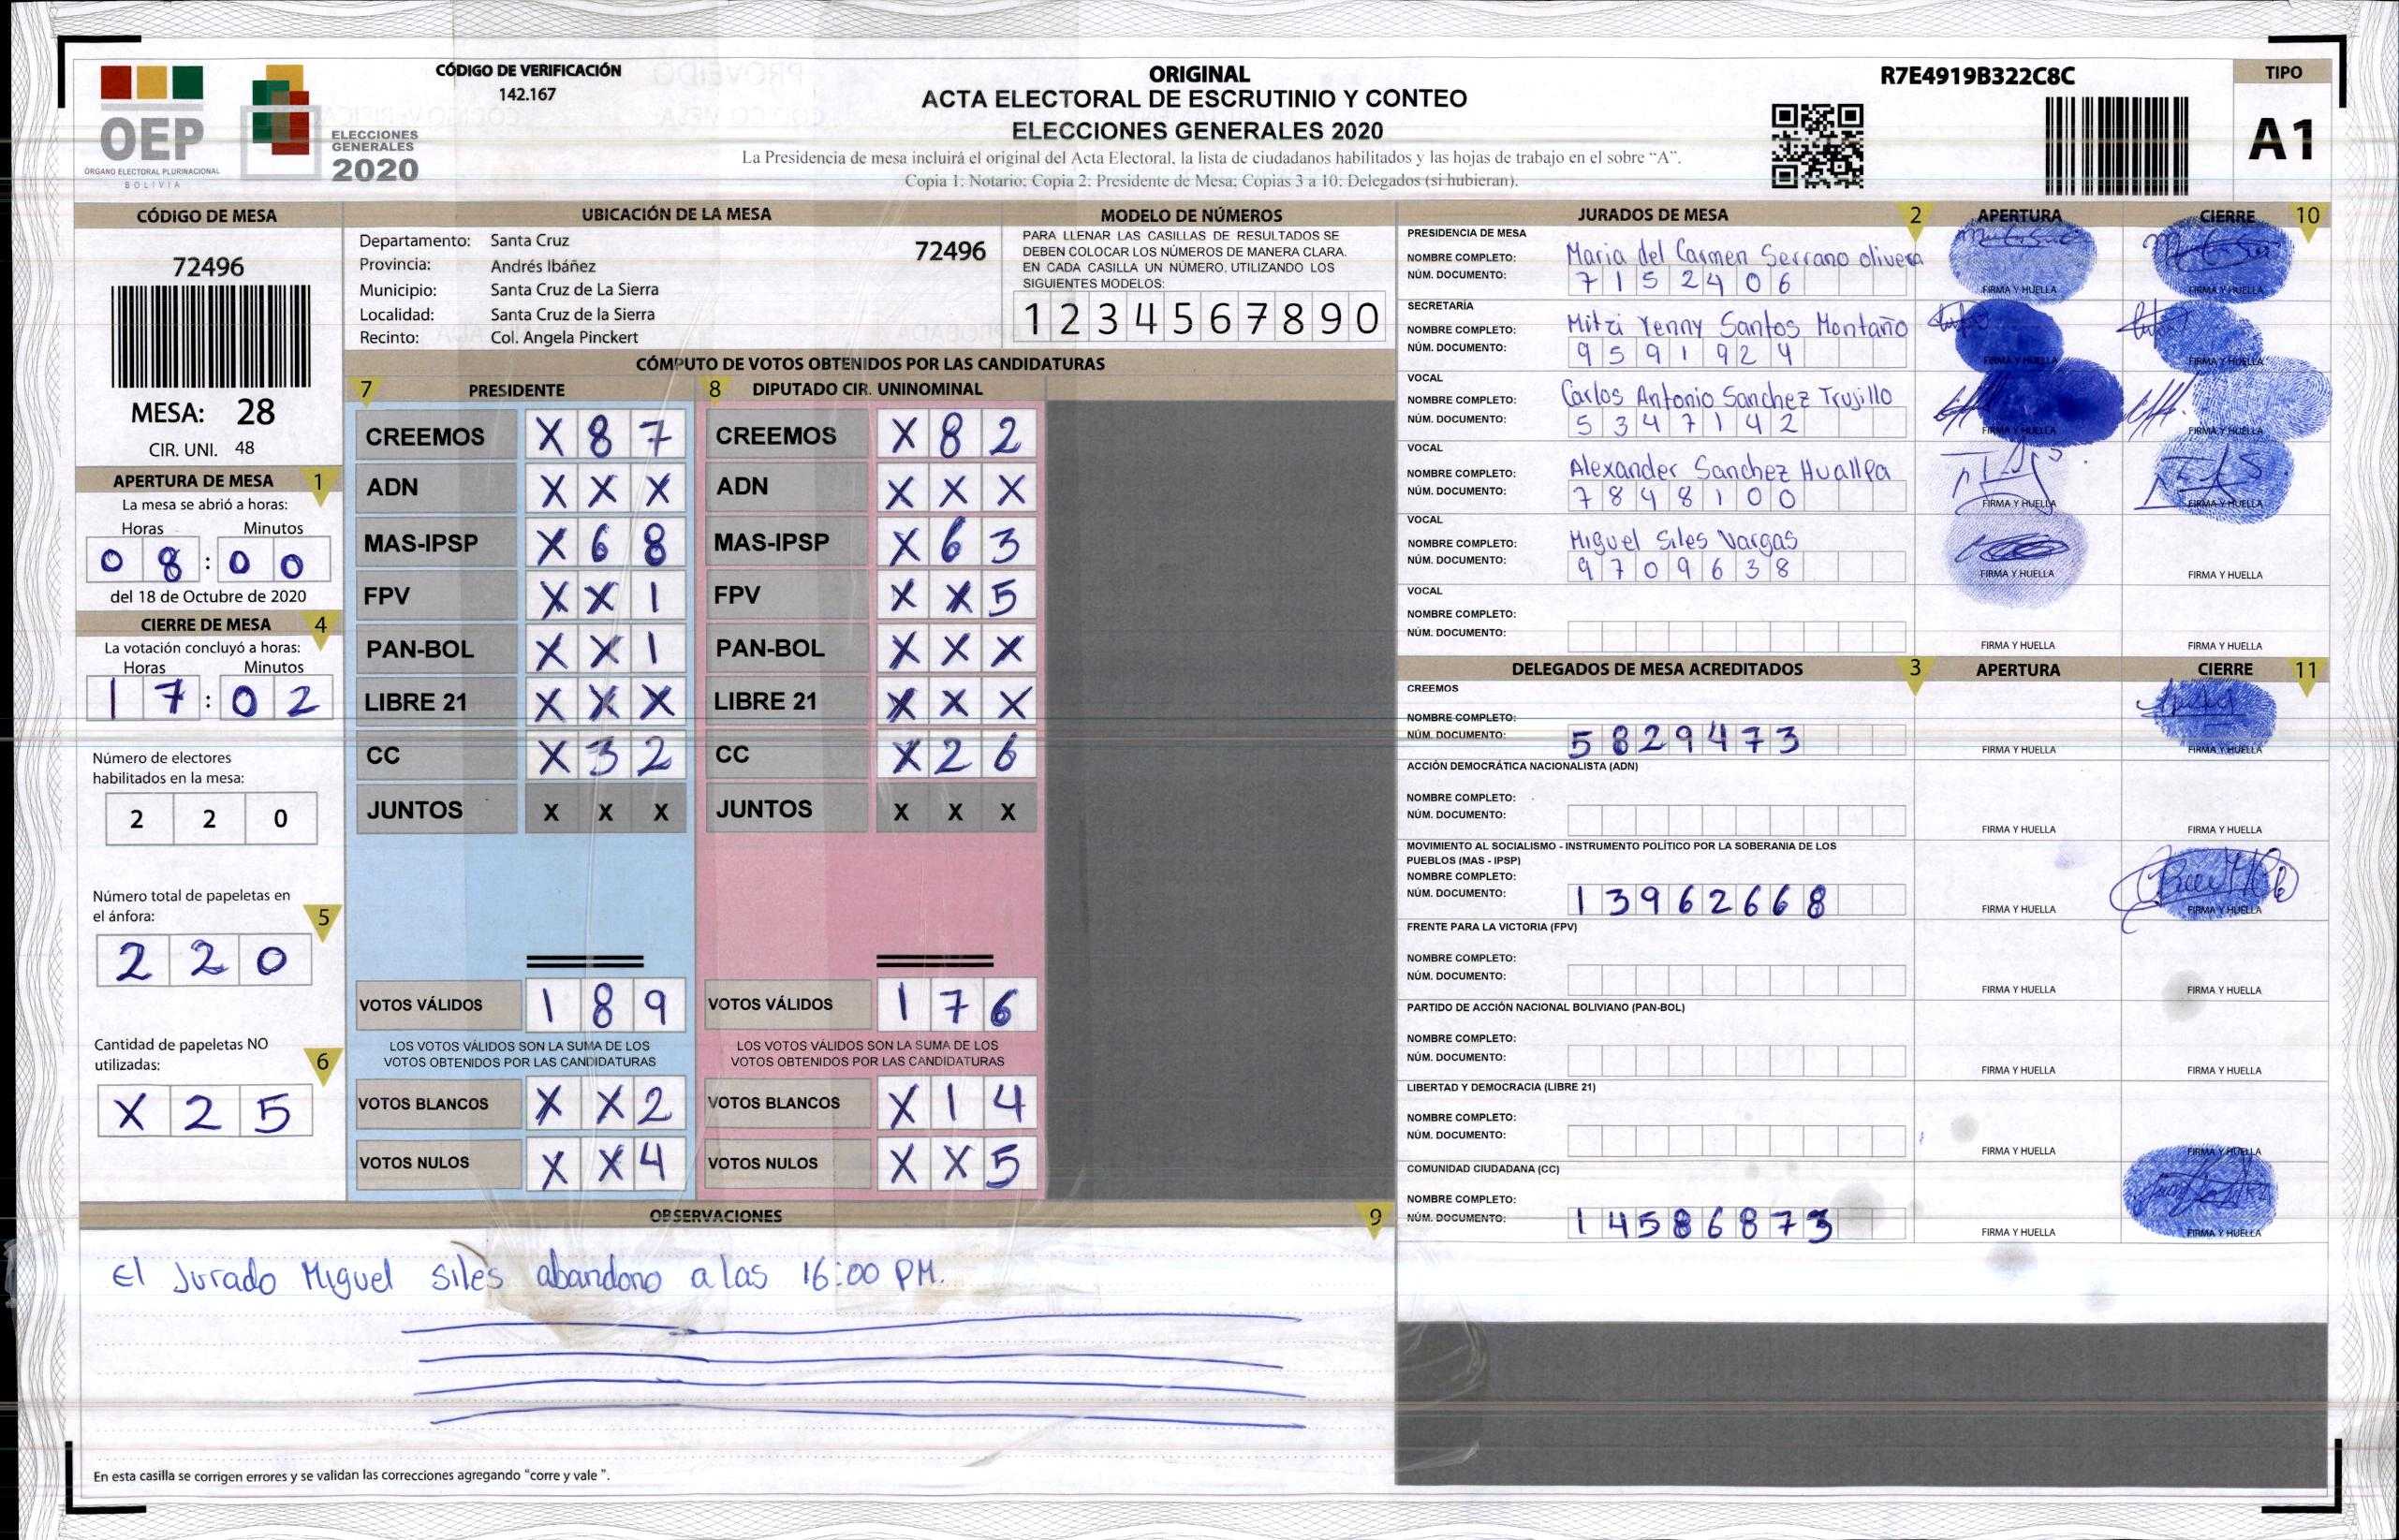 OEP
ÓRGANO ELECTORAL PLURINACIONAL
BOLIVIA
ELECCIONES
GENERALES
2020
CÓDIGO DE VERIFICACIÓN
142.167
ORIGINAL
ACTA ELECTORAL DE ESCRUTINIO Y CONTEO
ELECCIONES GENERALES 2020
La Presidencia de mesa incluirá el original del Acta Electoral, la lista de ciudadanos habilitados y las hojas de trabajo en el sobre “A”.
Copia 1: Notario; Copia 2: Presidente de Mesa; Copias 3 a 10: Delegados (si hubieran).
R7E4919B322C8C
TIPO
A1
CÓDIGO DE MESA
72496
MESA: 28
CIR. UNI. 48
APERTURA DE MESA 1
La mesa se abrió a horas:
Horas Minutos
0 8 : 0 0
del 18 de Octubre de 2020
CIERRE DE MESA 4
La votación concluyó a horas:
Horas Minutos
1 7 : 0 2
Número de electores
habilitados en la mesa:
2 2 0
Número total de papeletas en
el ánfora: 5
2 2 0
Cantidad de papeletas NO
utilizadas: 6
X 2 5
UBICACIÓN DE LA MESA
Departamento: Santa Cruz
72496
Provincia: Andrés Ibáñez
Municipio: Santa Cruz de La Sierra
Localidad: Santa Cruz de la Sierra
Recinto: Col. Angela Pinckert
MODELO DE NÚMEROS
PARA LLENAR LAS CASILLAS DE RESULTADOS SE
DEBEN COLOCAR LOS NÚMEROS DE MANERA CLARA.
EN CADA CASILLA UN NÚMERO, UTILIZANDO LOS
SIGUIENTES MODELOS:
1 2 3 4 5 6 7 8 9 0
CÓMPUTO DE VOTOS OBTENIDOS POR LAS CANDIDATURAS
7 PRESIDENTE
CREEMOS X 8 7
ADN X X X
MAS-IPSP X 6 8
FPV X X 1
PAN-BOL X X 1
LIBRE 21 X X X
CC X 3 2
JUNTOS X X X
VOTOS VÁLIDOS 1 8 9
LOS VOTOS VÁLIDOS SON LA SUMA DE LOS
VOTOS OBTENIDOS POR LAS CANDIDATURAS
VOTOS BLANCOS X X 2
VOTOS NULOS X X 4
8 DIPUTADO CIR. UNINOMINAL
CREEMOS X 8 2
ADN X X X
MAS-IPSP X 6 3
FPV X X 5
PAN-BOL X X X
LIBRE 21 X X X
CC X 2 6
JUNTOS X X X
VOTOS VÁLIDOS 1 7 6
LOS VOTOS VÁLIDOS SON LA SUMA DE LOS
VOTOS OBTENIDOS POR LAS CANDIDATURAS
VOTOS BLANCOS X 1 4
VOTOS NULOS X X 5
OBSERVACIONES 9
El Jurado Miguel Siles abandono a las 16:00 PM.
En esta casilla se corrigen errores y se validan las correcciones agregando “corre y vale ”.
JURADOS DE MESA 2 APERTURA CIERRE 10
PRESIDENCIA DE MESA
NOMBRE COMPLETO: Maria del Carmen Serrano olivera
NÚM. DOCUMENTO: 7 1 5 2 4 0 6
FIRMA Y HUELLA FIRMA Y HUELLA
SECRETARÍA
NOMBRE COMPLETO: Mitzi Yenny Santos Montaño
NÚM. DOCUMENTO: 9 5 9 1 9 2 4
FIRMA Y HUELLA FIRMA Y HUELLA
VOCAL
NOMBRE COMPLETO: Carlos Antonio Sanchez Trujillo
NÚM. DOCUMENTO: 5 3 4 7 1 4 2
FIRMA Y HUELLA FIRMA Y HUELLA
VOCAL
NOMBRE COMPLETO: Alexander Sanchez Huallpa
NÚM. DOCUMENTO: 7 8 4 8 1 0 0
FIRMA Y HUELLA FIRMA Y HUELLA
VOCAL
NOMBRE COMPLETO: Miguel Siles Vargas
NÚM. DOCUMENTO: 9 7 0 9 6 3 8
FIRMA Y HUELLA FIRMA Y HUELLA
VOCAL
NOMBRE COMPLETO:
NÚM. DOCUMENTO:
FIRMA Y HUELLA FIRMA Y HUELLA
DELEGADOS DE MESA ACREDITADOS 3 APERTURA CIERRE 11
CREEMOS
NOMBRE COMPLETO:
NÚM. DOCUMENTO: 5 8 2 9 4 7 3
FIRMA Y HUELLA FIRMA Y HUELLA
ACCIÓN DEMOCRÁTICA NACIONALISTA (ADN)
NOMBRE COMPLETO:
NÚM. DOCUMENTO:
FIRMA Y HUELLA FIRMA Y HUELLA
MOVIMIENTO AL SOCIALISMO - INSTRUMENTO POLÍTICO POR LA SOBERANIA DE LOS
PUEBLOS (MAS - IPSP)
NOMBRE COMPLETO:
NÚM. DOCUMENTO: 1 3 9 6 2 6 6 8
FIRMA Y HUELLA FIRMA Y HUELLA
FRENTE PARA LA VICTORIA (FPV)
NOMBRE COMPLETO:
NÚM. DOCUMENTO:
FIRMA Y HUELLA FIRMA Y HUELLA
PARTIDO DE ACCIÓN NACIONAL BOLIVIANO (PAN-BOL)
NOMBRE COMPLETO:
NÚM. DOCUMENTO:
FIRMA Y HUELLA FIRMA Y HUELLA
LIBERTAD Y DEMOCRACIA (LIBRE 21)
NOMBRE COMPLETO:
NÚM. DOCUMENTO:
FIRMA Y HUELLA FIRMA Y HUELLA
COMUNIDAD CIUDADANA (CC)
NOMBRE COMPLETO:
NÚM. DOCUMENTO: 1 4 5 8 6 8 7 3
FIRMA Y HUELLA FIRMA Y HUELLA